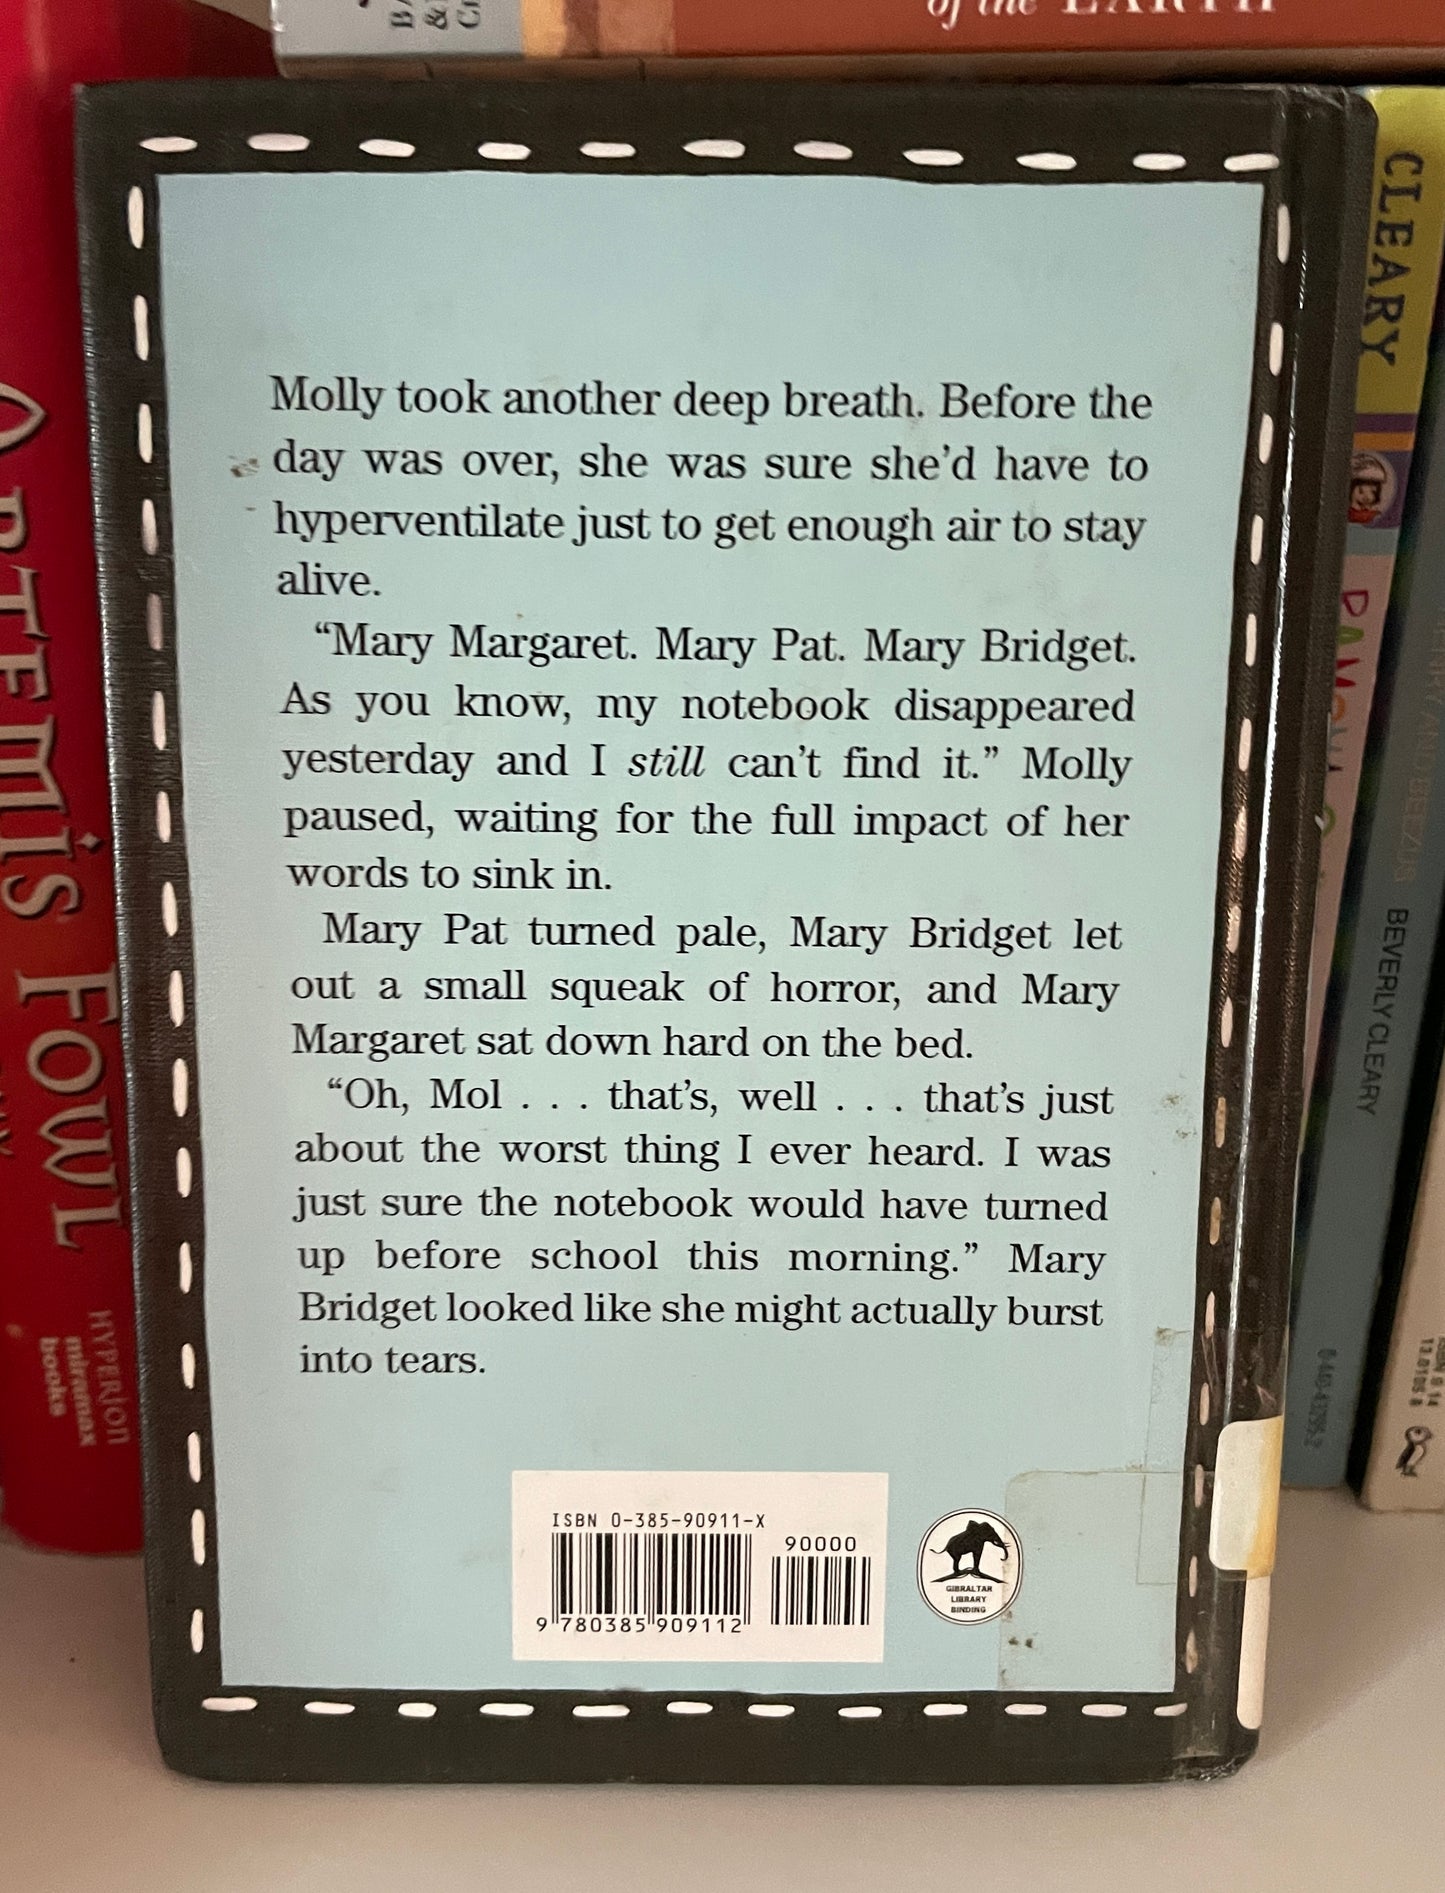 of the EARTH
Molly took another deep breath. Before the
day was over, she was sure she’d have to
hyperventilate just to get enough air to stay
alive.
“Mary Margaret. Mary Pat. Mary Bridget.
As you know, my notebook disappeared
yesterday and I still can’t find it.” Molly
paused, waiting for the full impact of her
words to sink in.
Mary Pat turned pale, Mary Bridget let
out a small squeak of horror, and Mary
Margaret sat down hard on the bed.
“Oh, Mol . . . that’s, well . . . that’s just
about the worst thing I ever heard. I was
just sure the notebook would have turned
up before school this morning.” Mary
Bridget looked like she might actually burst
into tears.
ISBN 0-385-90911-X
90000
9 780385 909112
GIBRALTAR
LIBRARY
BINDING
ARTEMIS FOWL
HYPERION
miramax
books
CLEARY
BEVERLY CLEARY